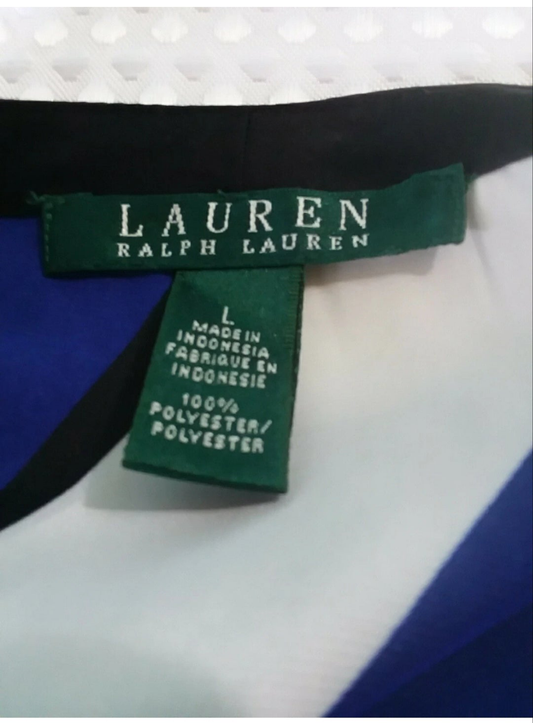 LAUREN
RALPH LAUREN
L
MADE IN
INDONESIA
FABRIQUE EN
INDONESIE
100%
POLYESTER/
POLYESTER